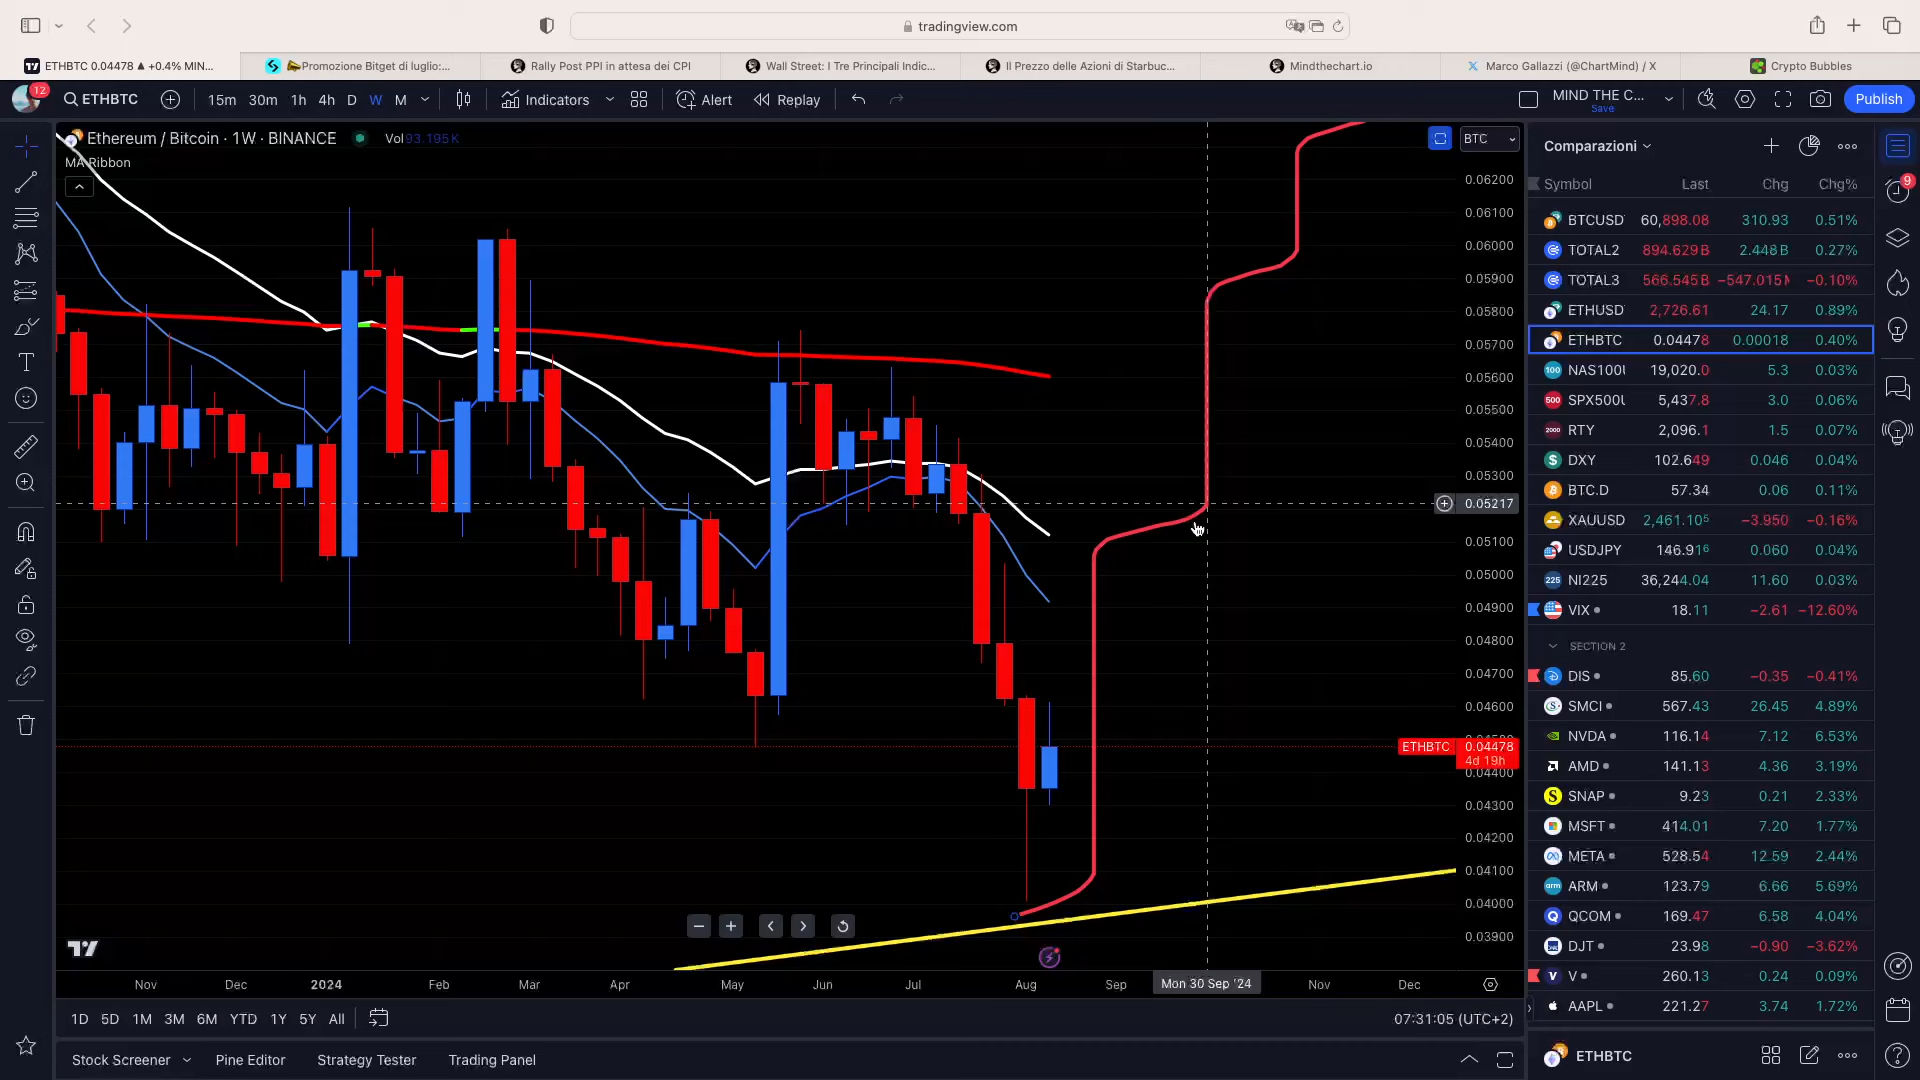 tradingview.com
ETHBTC 0.04478 ▲ +0.4% MIN...
Promozione Bitget di luglio:...
Rally Post PPI in attesa dei CPI
Wall Street: I Tre Principali Indic...
Il Prezzo delle Azioni di Starbuc...
Mindthechart.io
Marco Gallazzi (@ChartMind) / X
Crypto Bubbles
12
ETHBTC
15m 30m 1h 4h D W M
Indicators
Alert
Replay
MIND THE C...
Save
Publish
Ethereum / Bitcoin · 1W · BINANCE
Vol 93.195K
MA Ribbon
BTC
0.06200
0.06100
0.06000
0.05900
0.05800
0.05700
0.05600
0.05500
0.05400
0.05300
0.05217
0.05100
0.05000
0.04900
0.04800
0.04700
0.04600
ETHBTC 0.04478
4d 19h
0.04400
0.04300
0.04200
0.04100
0.04000
0.03900
Nov Dec 2024 Feb Mar Apr May Jun Jul Aug Sep Mon 30 Sep '24 Nov Dec
1D 5D 1M 3M 6M YTD 1Y 5Y All
07:31:05 (UTC+2)
Stock Screener
Pine Editor
Strategy Tester
Trading Panel
Comparazioni
9
Symbol Last Chg Chg%
BTCUSD 60,898.08 310.93 0.51%
TOTAL2 894.629B 2.448B 0.27%
TOTAL3 566.545B −547.015M −0.10%
ETHUSD 2,726.61 24.17 0.89%
ETHBTC 0.04478 0.00018 0.40%
NAS100U 19,020.0 5.3 0.03%
SPX500U 5,437.8 3.0 0.06%
RTY 2,096.1 1.5 0.07%
DXY 102.649 0.046 0.04%
BTC.D 57.34 0.06 0.11%
XAUUSD 2,461.105 −3.950 −0.16%
USDJPY 146.916 0.060 0.04%
NI225 36,244.04 11.60 0.03%
VIX 18.11 −2.61 −12.60%
SECTION 2
DIS 85.60 −0.35 −0.41%
SMCI 567.43 26.45 4.89%
NVDA 116.14 7.12 6.53%
AMD 141.13 4.36 3.19%
SNAP 9.23 0.21 2.33%
MSFT 414.01 7.20 1.77%
META 528.54 12.59 2.44%
ARM 123.79 6.66 5.69%
QCOM 169.47 6.58 4.04%
DJT 23.98 −0.90 −3.62%
V 260.13 0.24 0.09%
AAPL 221.27 3.74 1.72%
ETHBTC